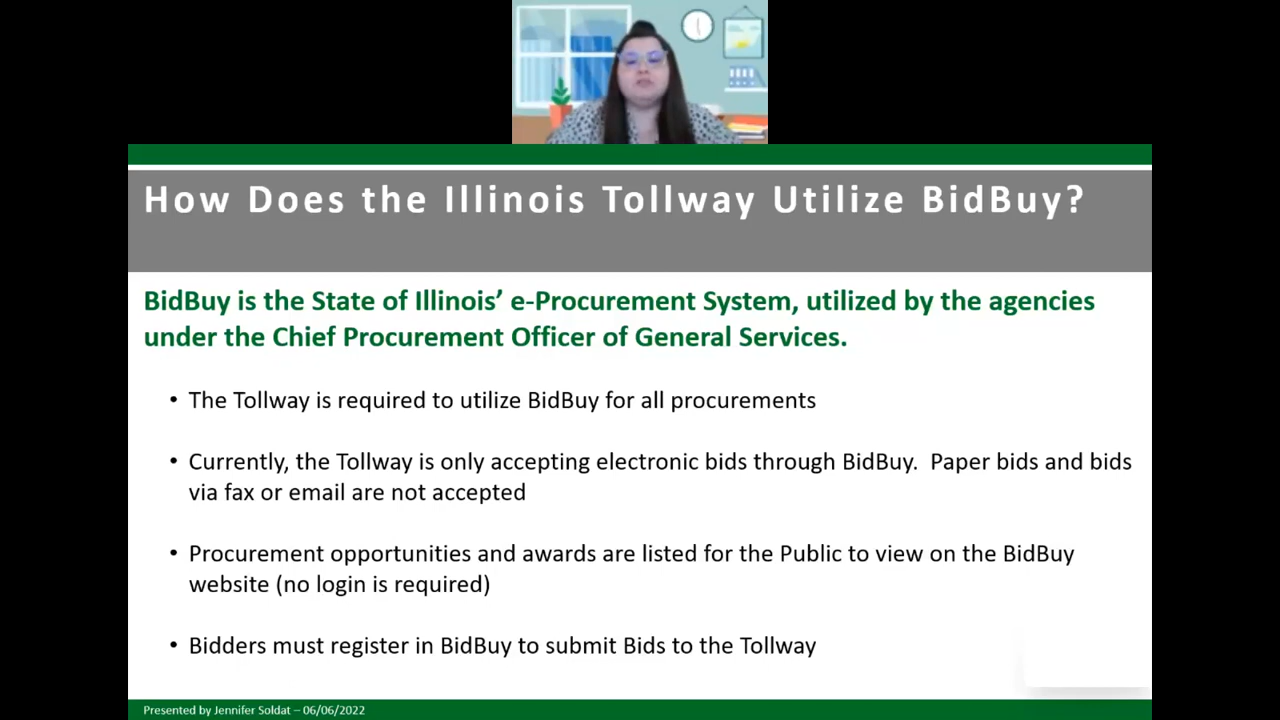 How Does the Illinois Tollway Utilize BidBuy?
BidBuy is the State of Illinois’ e-Procurement System, utilized by the agencies
under the Chief Procurement Officer of General Services.
• The Tollway is required to utilize BidBuy for all procurements
• Currently, the Tollway is only accepting electronic bids through BidBuy.  Paper bids and bids
via fax or email are not accepted
• Procurement opportunities and awards are listed for the Public to view on the BidBuy
website (no login is required)
• Bidders must register in BidBuy to submit Bids to the Tollway
Presented by Jennifer Soldat – 06/06/2022